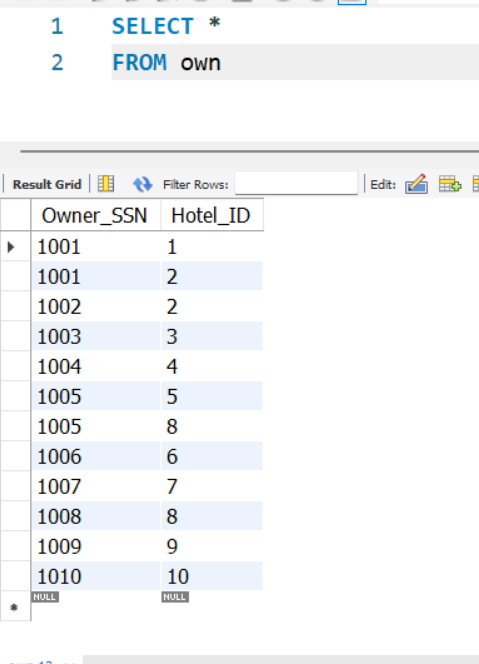 1 SELECT *
2 FROM own
Result Grid Filter Rows: Edit:
Owner_SSN Hotel_ID
1001 1
1001 2
1002 2
1003 3
1004 4
1005 5
1005 8
1006 6
1007 7
1008 8
1009 9
1010 10
NULL NULL